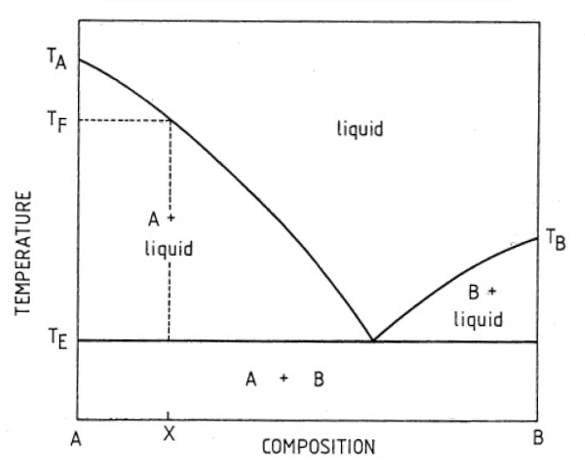 TA
liquid
TF
A +
liquid
TB
B +
liquid
TE
A + B
TEMPERATURE
A
X
COMPOSITION
B